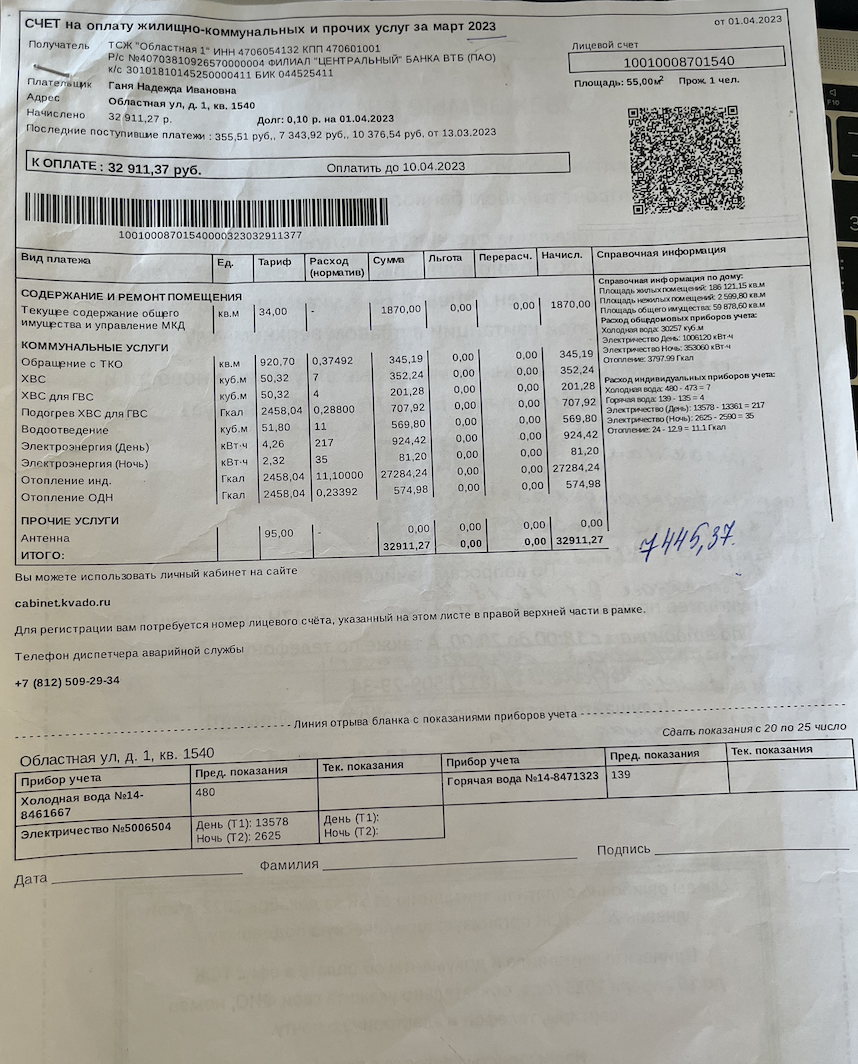 СЧЕТ на оплату жилищно-коммунальных и прочих услуг за март 2023
от 01.04.2023
Получатель ТСЖ "Областная 1" ИНН 4706054132 КПП 470601001
Р/с №40703810926570000004 ФИЛИАЛ "ЦЕНТРАЛЬНЫЙ" БАНКА ВТБ (ПАО)
к/с 30101810145250000411 БИК 044525411
Лицевой счет
10010008701540
Плательщик Ганя Надежда Ивановна
Площадь: 55,00м² Прож. 1 чел.
Адрес Областная ул, д. 1, кв. 1540
Начислено 32 911,27 р. Долг: 0,10 р. на 01.04.2023
Последние поступившие платежи : 355,51 руб., 7 343,92 руб., 10 376,54 руб, от 13.03.2023
К ОПЛАТЕ : 32 911,37 руб. Оплатить до 10.04.2023
1001000870154000032303291137​7
Вид платежа Ед. Тариф Расход (норматив) Сумма Льгота Перерасч. Начисл. Справочная информация
СОДЕРЖАНИЕ И РЕМОНТ ПОМЕЩЕНИЯ
Текущее содержание общего имущества и управление МКД кв.м 34,00 - 1870,00 0,00 0,00 1870,00
КОММУНАЛЬНЫЕ УСЛУГИ
Обращение с ТКО кв.м 920,70 0,37492 345,19 0,00 0,00 345,19
ХВС куб.м 50,32 7 352,24 0,00 0,00 352,24
ХВС для ГВС куб.м 50,32 4 201,28 0,00 0,00 201,28
Подогрев ХВС для ГВС Гкал 2458,04 0,28800 707,92 0,00 0,00 707,92
Водоотведение куб.м 51,80 11 569,80 0,00 0,00 569,80
Электроэнергия (День) кВт·ч 4,26 217 924,42 0,00 0,00 924,42
Электроэнергия (Ночь) кВт·ч 2,32 35 81,20 0,00 0,00 81,20
Отопление инд. Гкал 2458,04 11,10000 27284,24 0,00 0,00 27284,24
Отопление ОДН Гкал 2458,04 0,23392 574,98 0,00 0,00 574,98
ПРОЧИЕ УСЛУГИ
Антенна 95,00 - 0,00 0,00 0,00 0,00
ИТОГО: 32911,27 0,00 0,00 32911,27
Справочная информация по дому:
Площадь жилых помещений: 186 121,15 кв.м
Площадь нежилых помещений: 2 599,80 кв.м
Площадь общего имущества: 59 878,60 кв.м
Расход общедомовых приборов учета:
Холодная вода: 30257 куб.м
Электричество День: 1006120 кВт·ч
Электричество Ночь: 353060 кВт·ч
Отопление: 3797.99 Гкал
Расход индивидуальных приборов учета:
Холодная вода: 480 - 473 = 7
Горячая вода: 139 - 135 = 4
Электричество (День): 13578 - 13361 = 217
Электричество (Ночь): 2625 - 2590 = 35
Отопление: 24 - 12.9 = 11.1 Гкал
7445,37.
Вы можете использовать личный кабинет на сайте
cabinet.kvado.ru
Для регистрации вам потребуется номер лицевого счёта, указанный на этом листе в правой верхней части в рамке.
Телефон диспетчера аварийной службы
+7 (812) 509-29-34
Линия отрыва бланка с показаниями приборов учета
Сдать показания с 20 по 25 число
Областная ул, д. 1, кв. 1540
Прибор учета Пред. показания Тек. показания Прибор учета Пред. показания Тек. показания
Холодная вода №14-8461667 480 Горячая вода №14-8471323 139
Электричество №5006504 День (Т1): 13578 День (Т1):
Ночь (Т2): 2625 Ночь (Т2):
Дата Фамилия Подпись